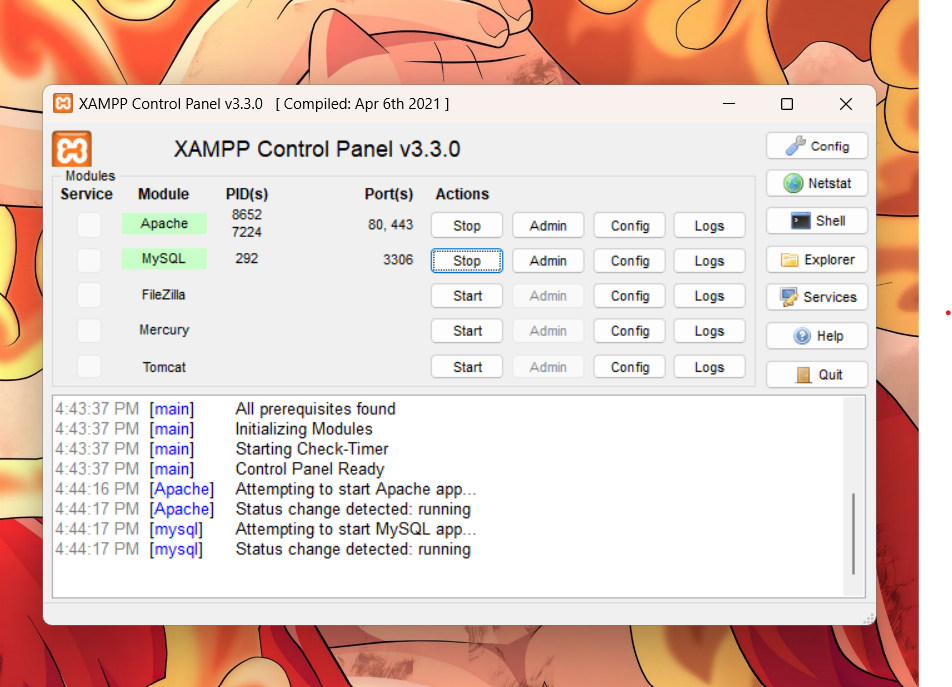 XAMPP Control Panel v3.3.0 [ Compiled: Apr 6th 2021 ]
XAMPP Control Panel v3.3.0
Config
Modules
Service Module PID(s) Port(s) Actions
Netstat
Apache 8652 7224 80, 443 Stop Admin Config Logs
Shell
MySQL 292 3306 Stop Admin Config Logs
Explorer
FileZilla Start Admin Config Logs
Services
Mercury Start Admin Config Logs
Help
Tomcat Start Admin Config Logs
Quit
4:43:37 PM [main] All prerequisites found
4:43:37 PM [main] Initializing Modules
4:43:37 PM [main] Starting Check-Timer
4:43:37 PM [main] Control Panel Ready
4:44:16 PM [Apache] Attempting to start Apache app...
4:44:17 PM [Apache] Status change detected: running
4:44:17 PM [mysql] Attempting to start MySQL app...
4:44:17 PM [mysql] Status change detected: running